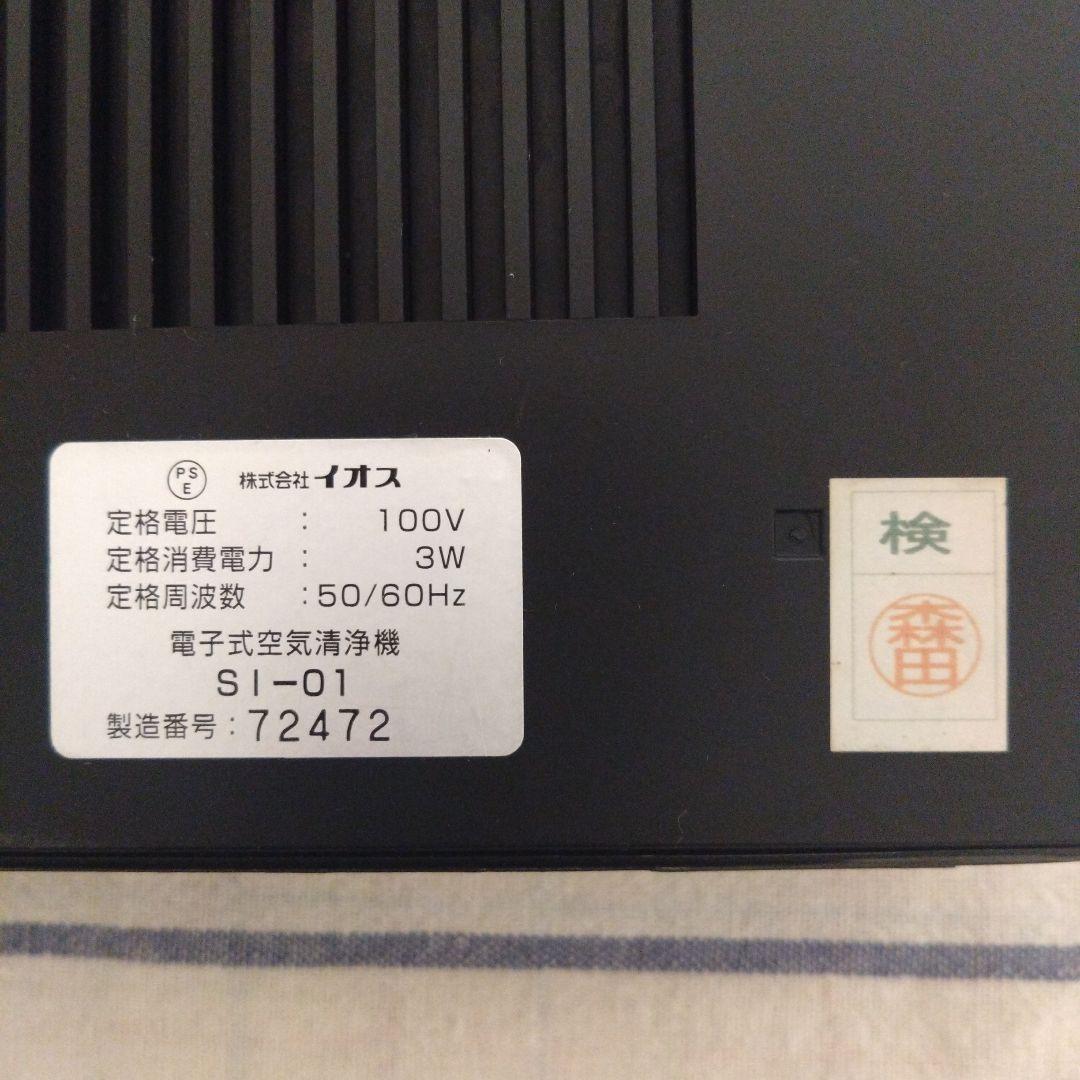 PS
E
株式会社イオス
定格電圧 : 100V
定格消費電力 : 3W
定格周波数 : 50/60Hz
電子式空気清浄機
SI-01
製造番号 : 72472
検
森田